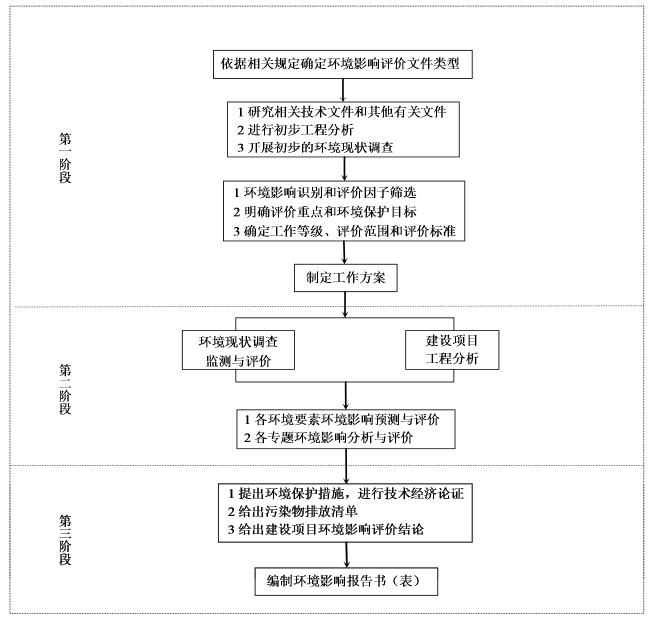 依据相关规定确定环境影响评价文件类型
第一阶段
1 研究相关技术文件和其他有关文件
2 进行初步工程分析
3 开展初步的环境现状调查
1 环境影响识别和评价因子筛选
2 明确评价重点和环境保护目标
3 确定工作等级、评价范围和评价标准
制定工作方案
第二阶段
环境现状调查
监测与评价
建设项目
工程分析
1 各环境要素环境影响预测与评价
2 各专题环境影响分析与评价
第三阶段
1 提出环境保护措施，进行技术经济论证
2 给出污染物排放清单
3 给出建设项目环境影响评价结论
编制环境影响报告书（表）